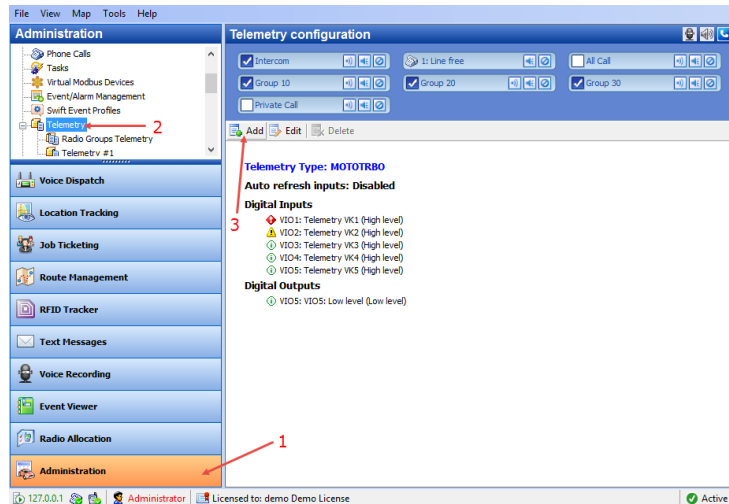 File View Map Tools Help
Administration
Phone Calls
Tasks
Virtual Modbus Devices
Event/Alarm Management
Swift Event Profiles
Telemetry
2
Radio Groups Telemetry
Telemetry #1
Voice Dispatch
Location Tracking
Job Ticketing
Route Management
RFID Tracker
Text Messages
Voice Recording
Event Viewer
Radio Allocation
1
Administration
Telemetry configuration
Intercom
1: Line free
All Call
Group 10
Group 20
Group 30
Private Call
Add Edit Delete
3
Telemetry Type: MOTOTRBO
Auto refresh inputs: Disabled
Digital Inputs
VIO1: Telemetry VK1 (High level)
VIO2: Telemetry VK2 (High level)
VIO3: Telemetry VK3 (High level)
VIO4: Telemetry VK4 (High level)
VIO5: Telemetry VK5 (High level)
Digital Outputs
VIO5: VIO5: Low level (Low level)
127.0.0.1 Administrator Licensed to: demo Demo License Active